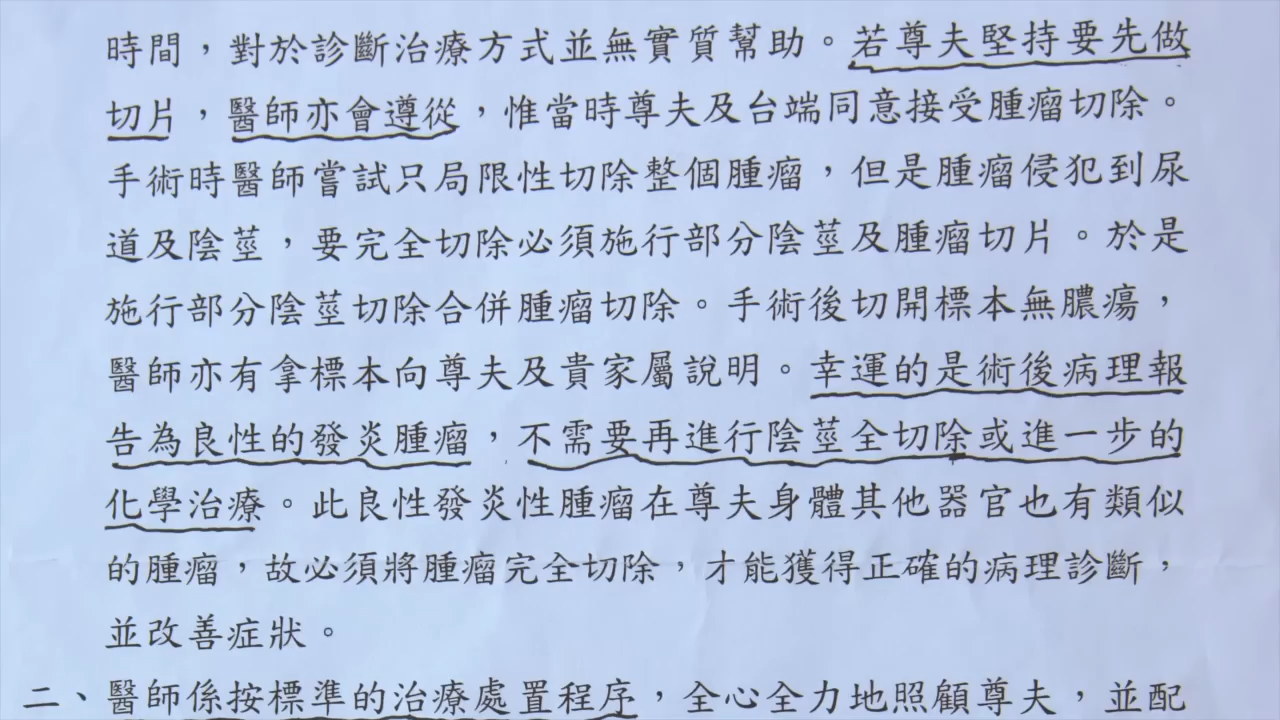 時間，對於診斷治療方式並無實質幫助。若尊夫堅持要先做
切片，醫師亦會遵從，惟當時尊夫及台端同意接受腫瘤切除。
手術時醫師嘗試只局限性切除整個腫瘤，但是腫瘤侵犯到尿
道及陰莖，要完全切除必須施行部分陰莖及腫瘤切片。於是
施行部分陰莖切除合併腫瘤切除。手術後切開標本無膿瘍，
醫師亦有拿標本向尊夫及貴家屬說明。幸運的是術後病理報
告為良性的發炎腫瘤，不需要再進行陰莖全切除或進一步的
化學治療。此良性發炎性腫瘤在尊夫身體其他器官也有類似
的腫瘤，故必須將腫瘤完全切除，才能獲得正確的病理診斷，
並改善症狀。
二、醫師係按標準的治療處置程序，全心全力地照顧尊夫，並配